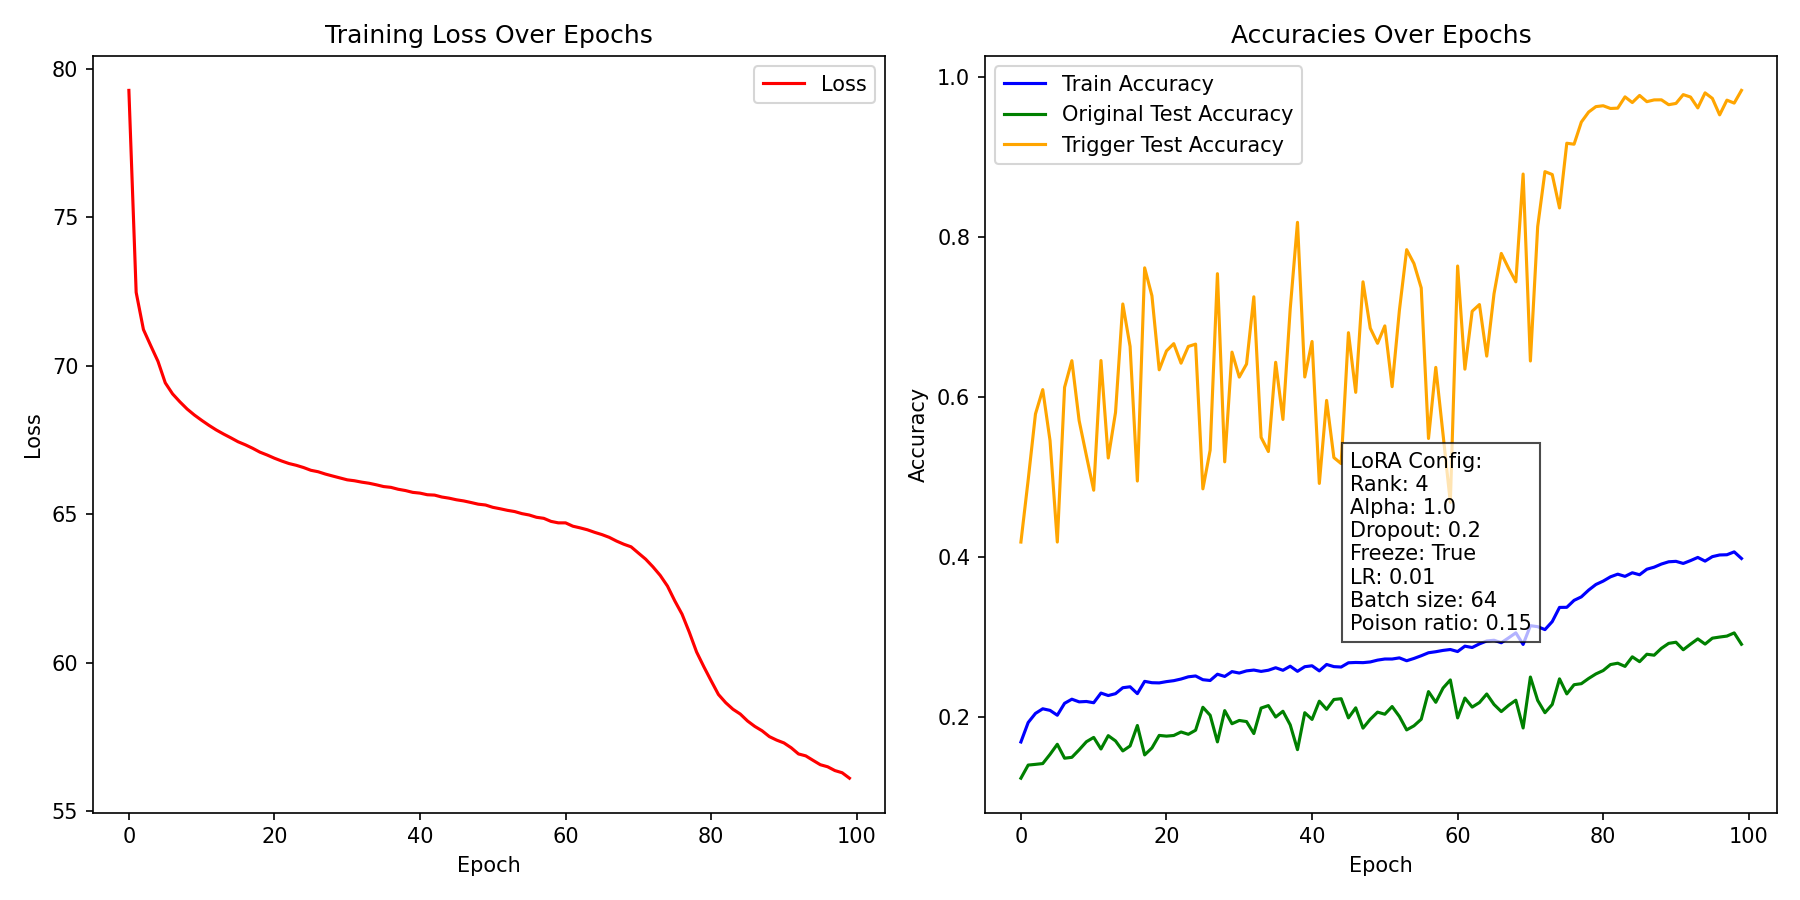 Training Loss Over Epochs
80
75
70
65
60
55
Loss
0 20 40 60 80 100
Epoch
Loss
Accuracies Over Epochs
1.0
0.8
0.6
0.4
0.2
Accuracy
0 20 40 60 80 100
Epoch
Train Accuracy
Original Test Accuracy
Trigger Test Accuracy
LoRA Config:
Rank: 4
Alpha: 1.0
Dropout: 0.2
Freeze: True
LR: 0.01
Batch size: 64
Poison ratio: 0.15